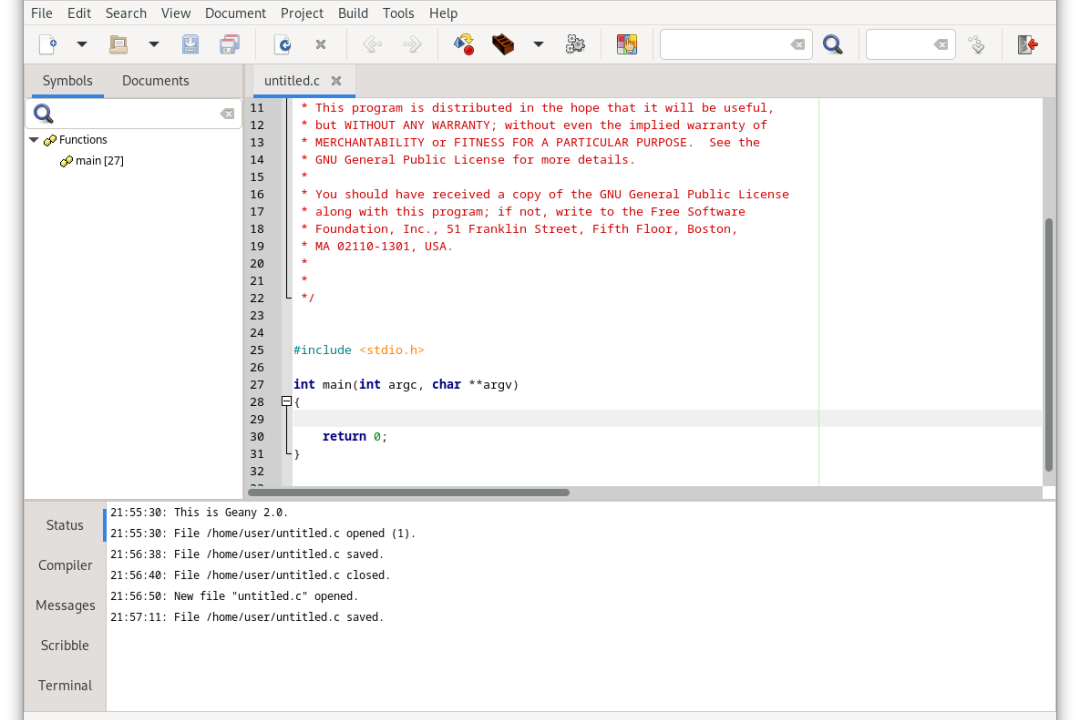 File Edit Search View Document Project Build Tools Help
Symbols Documents untitled.c
Functions
main [27]
11 * This program is distributed in the hope that it will be useful,
12 * but WITHOUT ANY WARRANTY; without even the implied warranty of
13 * MERCHANTABILITY or FITNESS FOR A PARTICULAR PURPOSE.  See the
14 * GNU General Public License for more details.
15 *
16 * You should have received a copy of the GNU General Public License
17 * along with this program; if not, write to the Free Software
18 * Foundation, Inc., 51 Franklin Street, Fifth Floor, Boston,
19 * MA 02110-1301, USA.
20 *
21 *
22 */
23
24
25 #include <stdio.h>
26
27 int main(int argc, char **argv)
28 {
29
30     return 0;
31 }
32
Status
Compiler
Messages
Scribble
Terminal
21:55:30: This is Geany 2.0.
21:55:30: File /home/user/untitled.c opened (1).
21:56:38: File /home/user/untitled.c saved.
21:56:40: File /home/user/untitled.c closed.
21:56:50: New file "untitled.c" opened.
21:57:11: File /home/user/untitled.c saved.